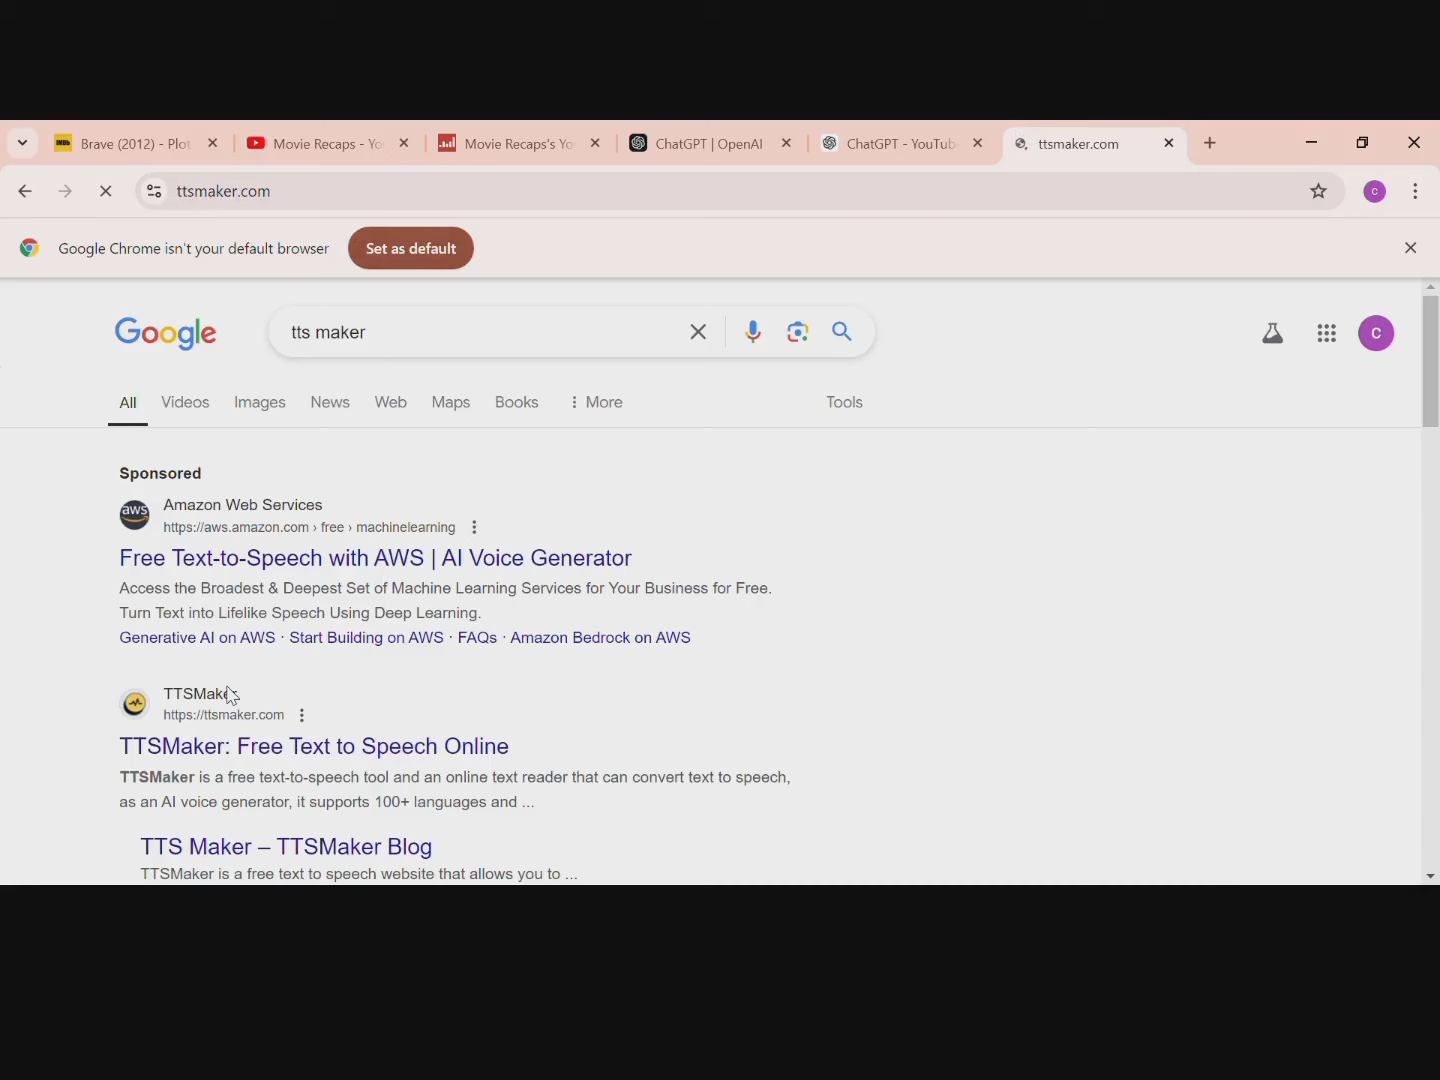 Brave (2012) - Plot
Movie Recaps - Yo
Movie Recaps's Yo
ChatGPT | OpenAI
ChatGPT - YouTub
ttsmaker.com
ttsmaker.com
C
Google Chrome isn't your default browser
Set as default
Google
tts maker
C
All
Videos
Images
News
Web
Maps
Books
More
Tools
Sponsored
aws
Amazon Web Services
https://aws.amazon.com › free › machinelearning
Free Text-to-Speech with AWS | AI Voice Generator
Access the Broadest & Deepest Set of Machine Learning Services for Your Business for Free.
Turn Text into Lifelike Speech Using Deep Learning.
Generative AI on AWS · Start Building on AWS · FAQs · Amazon Bedrock on AWS
TTSMaker
https://ttsmaker.com
TTSMaker: Free Text to Speech Online
TTSMaker is a free text-to-speech tool and an online text reader that can convert text to speech,
as an AI voice generator, it supports 100+ languages and ...
TTS Maker – TTSMaker Blog
TTSMaker is a free text to speech website that allows you to ...